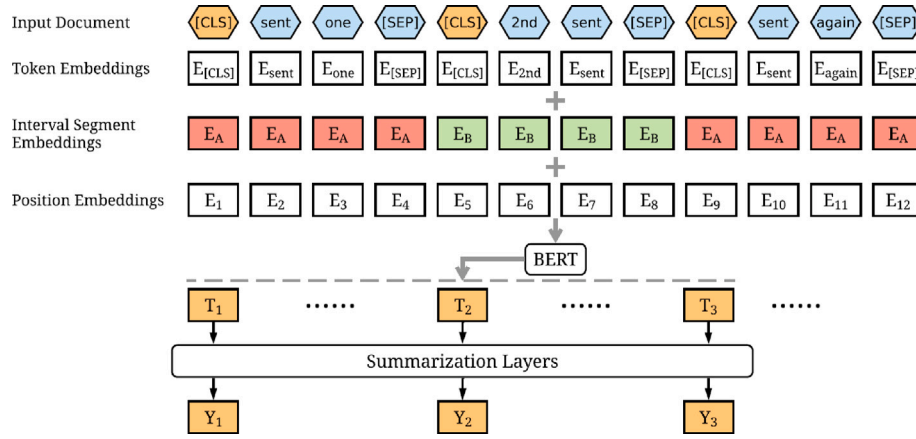 Input Document [CLS] sent one [SEP] [CLS] 2nd sent [SEP] [CLS] sent again [SEP]
Token Embeddings E[CLS] Esent Eone E[SEP] E[CLS] E2nd Esent E[SEP] E[CLS] Esent Eagain E[SEP]
+
Interval Segment
Embeddings EA EA EA EA EB EB EB EB EA EA EA EA
+
Position Embeddings E1 E2 E3 E4 E5 E6 E7 E8 E9 E10 E11 E12
BERT
T1 ...... T2 ...... T3 ......
Summarization Layers
Y1 Y2 Y3